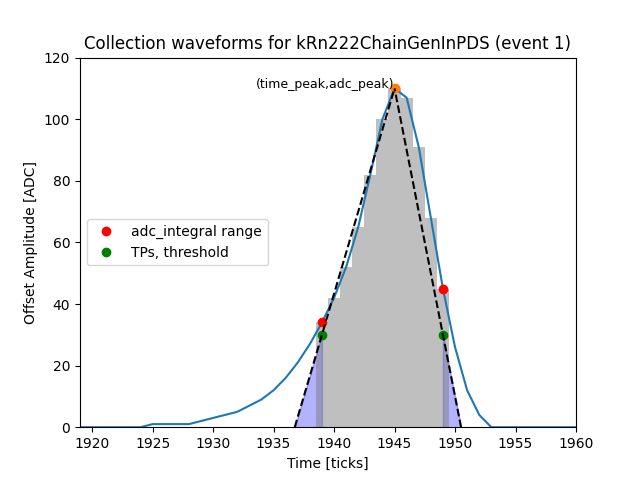 Collection waveforms for kRn222ChainGenInPDS (event 1)
120
100
80
60
40
20
0
Offset Amplitude [ADC]
(time_peak,adc_peak)
adc_integral range
TPs, threshold
1920 1925 1930 1935 1940 1945 1950 1955 1960
Time [ticks]